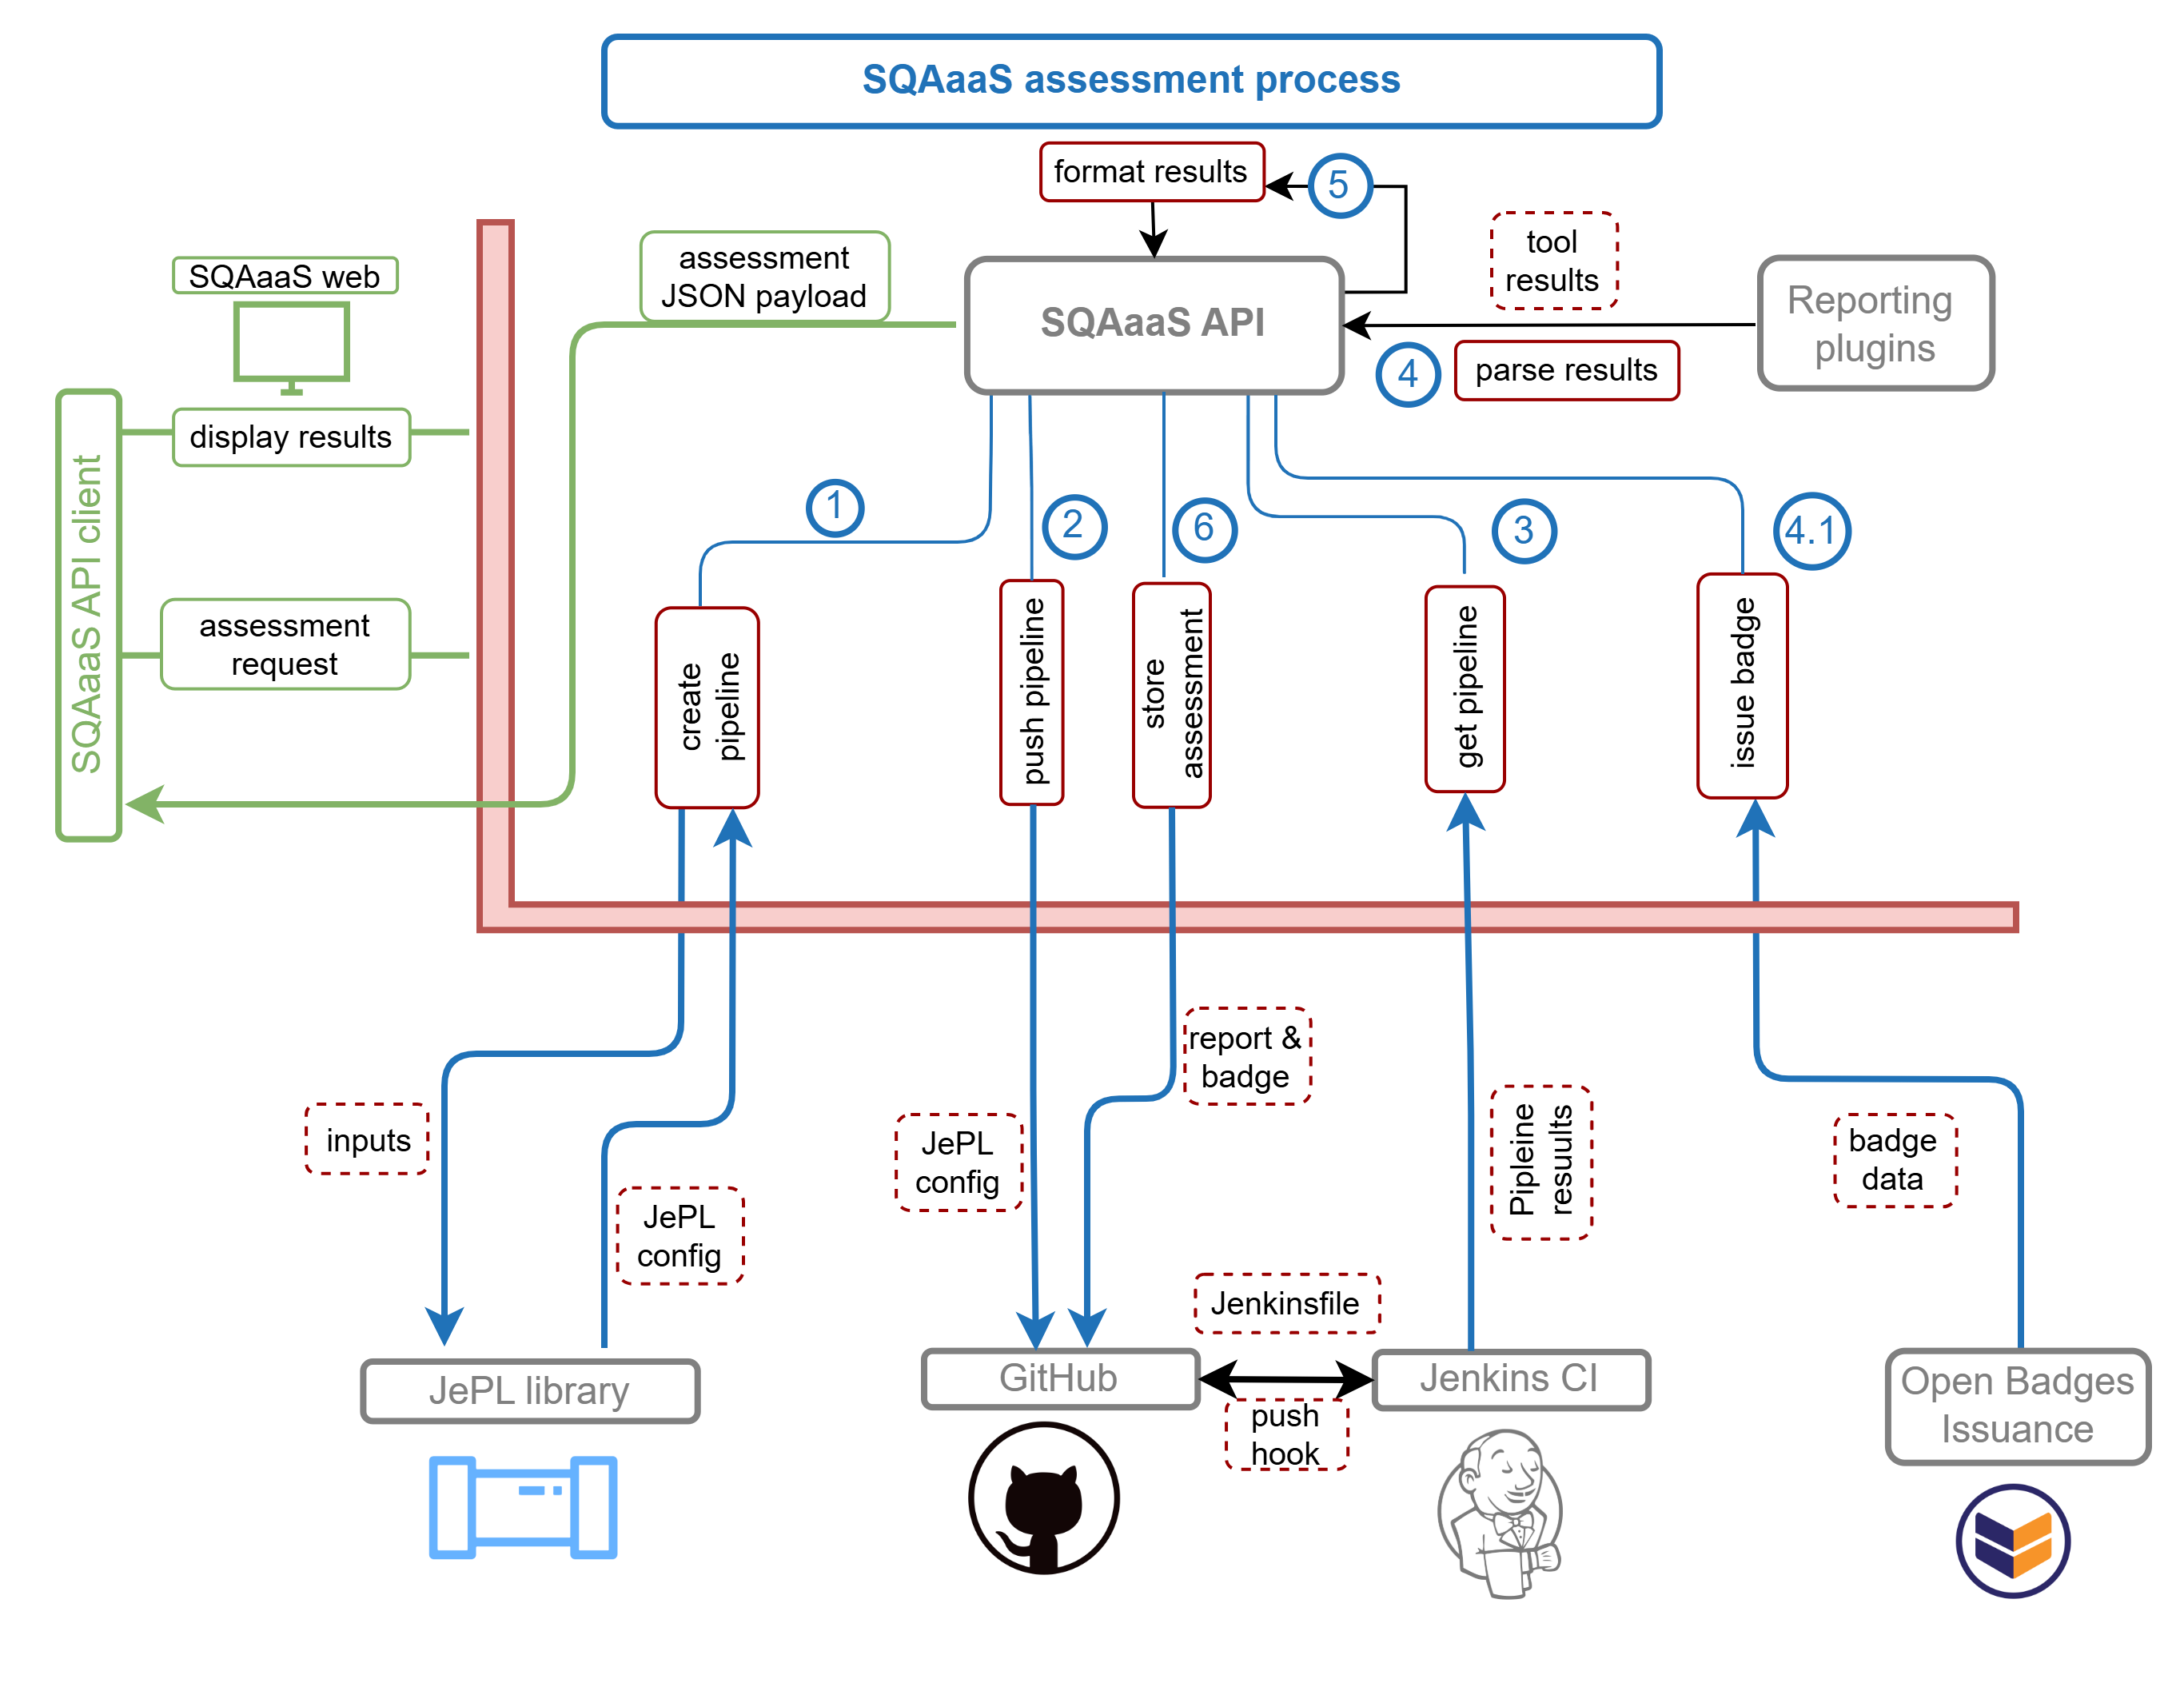 SQAaaS assessment process
format results
5
assessment
JSON payload
SQAaaS API
tool
results
Reporting
plugins
4
parse results
SQAaaS web
display results
SQAaaS API client
assessment
request
1
2
6
3
4.1
create
pipeline
push pipeline
store
assessment
get pipeline
issue badge
report &
badge
inputs
JePL
config
JePL
config
Pipleine
resuults
badge
data
Jenkinsfile
JePL library
GitHub
push
hook
Jenkins CI
Open Badges
Issuance